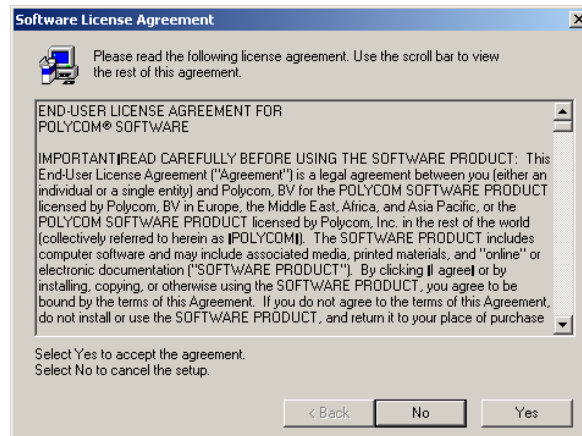 Software License Agreement
Please read the following license agreement. Use the scroll bar to view
the rest of this agreement.
END-USER LICENSE AGREEMENT FOR
POLYCOM® SOFTWARE
IMPORTANT|READ CAREFULLY BEFORE USING THE SOFTWARE PRODUCT: This
End-User License Agreement ("Agreement") is a legal agreement between you (either an
individual or a single entity) and Polycom, BV for the POLYCOM SOFTWARE PRODUCT
licensed by Polycom, BV in Europe, the Middle East, Africa, and Asia Pacific, or the
POLYCOM SOFTWARE PRODUCT licensed by Polycom, Inc. in the rest of the world
(collectively referred to herein as |POLYCOM|). The SOFTWARE PRODUCT includes
computer software and may include associated media, printed materials, and "online" or
electronic documentation ("SOFTWARE PRODUCT"). By clicking |I agree| or by
installing, copying, or otherwise using the SOFTWARE PRODUCT, you agree to be
bound by the terms of this Agreement. If you do not agree to the terms of this Agreement,
do not install or use the SOFTWARE PRODUCT, and return it to your place of purchase
Select Yes to accept the agreement.
Select No to cancel the setup.
< Back No Yes